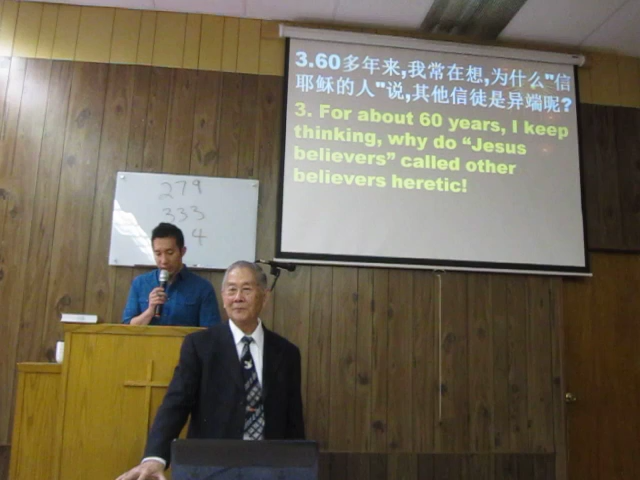 3.60多年来,我常在想,为什么"信
耶稣的人"说,其他信徒是异端呢?
3. For about 60 years, I keep
thinking, why do “Jesus
believers” called other
believers heretic!
279
333
4